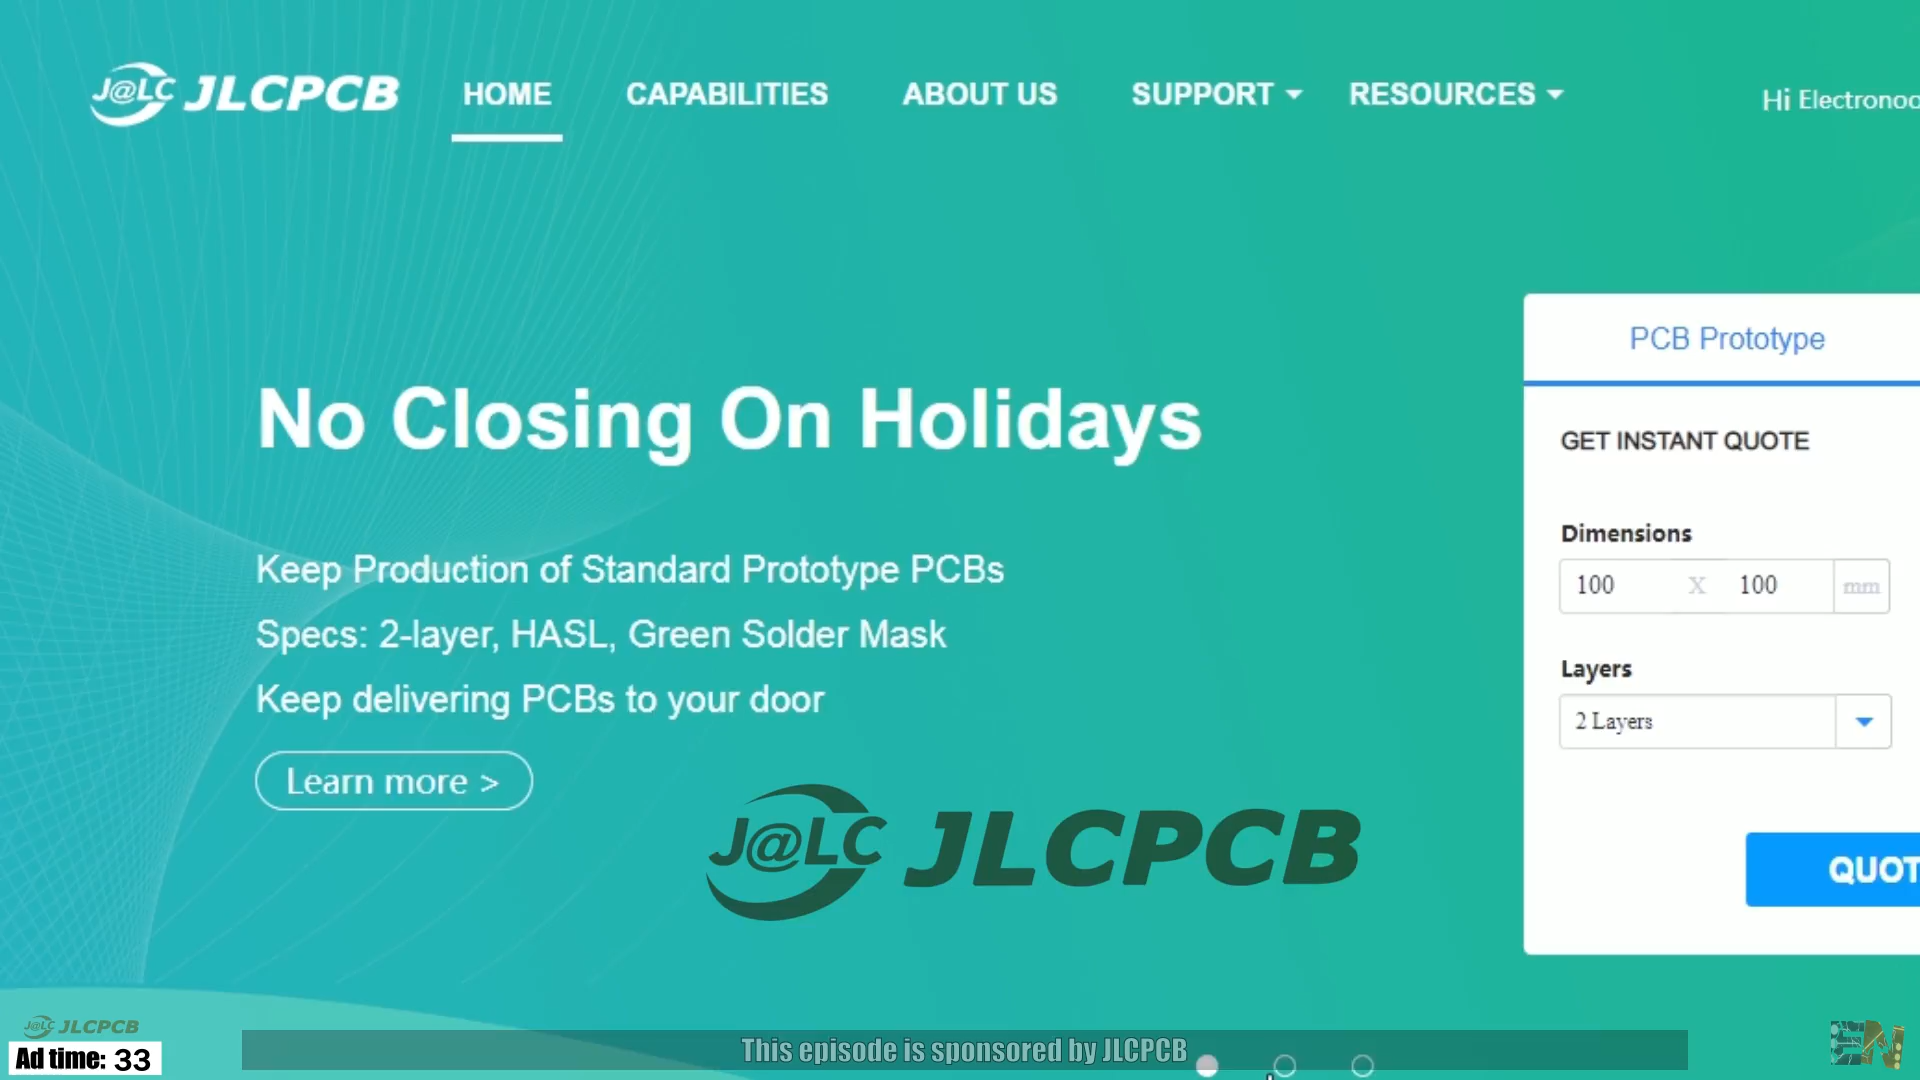 J@LC JLCPCB
HOME
CAPABILITIES
ABOUT US
SUPPORT
RESOURCES
Hi
PCB Prototype
No Closing On Holidays
GET INSTANT QUOTE
Dimensions
100 X 100 mm
Keep Production of Standard Prototype PCBs
Specs: 2-layer, HASL, Green Solder Mask
Keep delivering PCBs to your door
Layers
2 Layers
Learn more >
J@LC JLCPCB
J@LC JLCPCB
Ad time: 33
This episode is sponsored by JLCPCB
EN